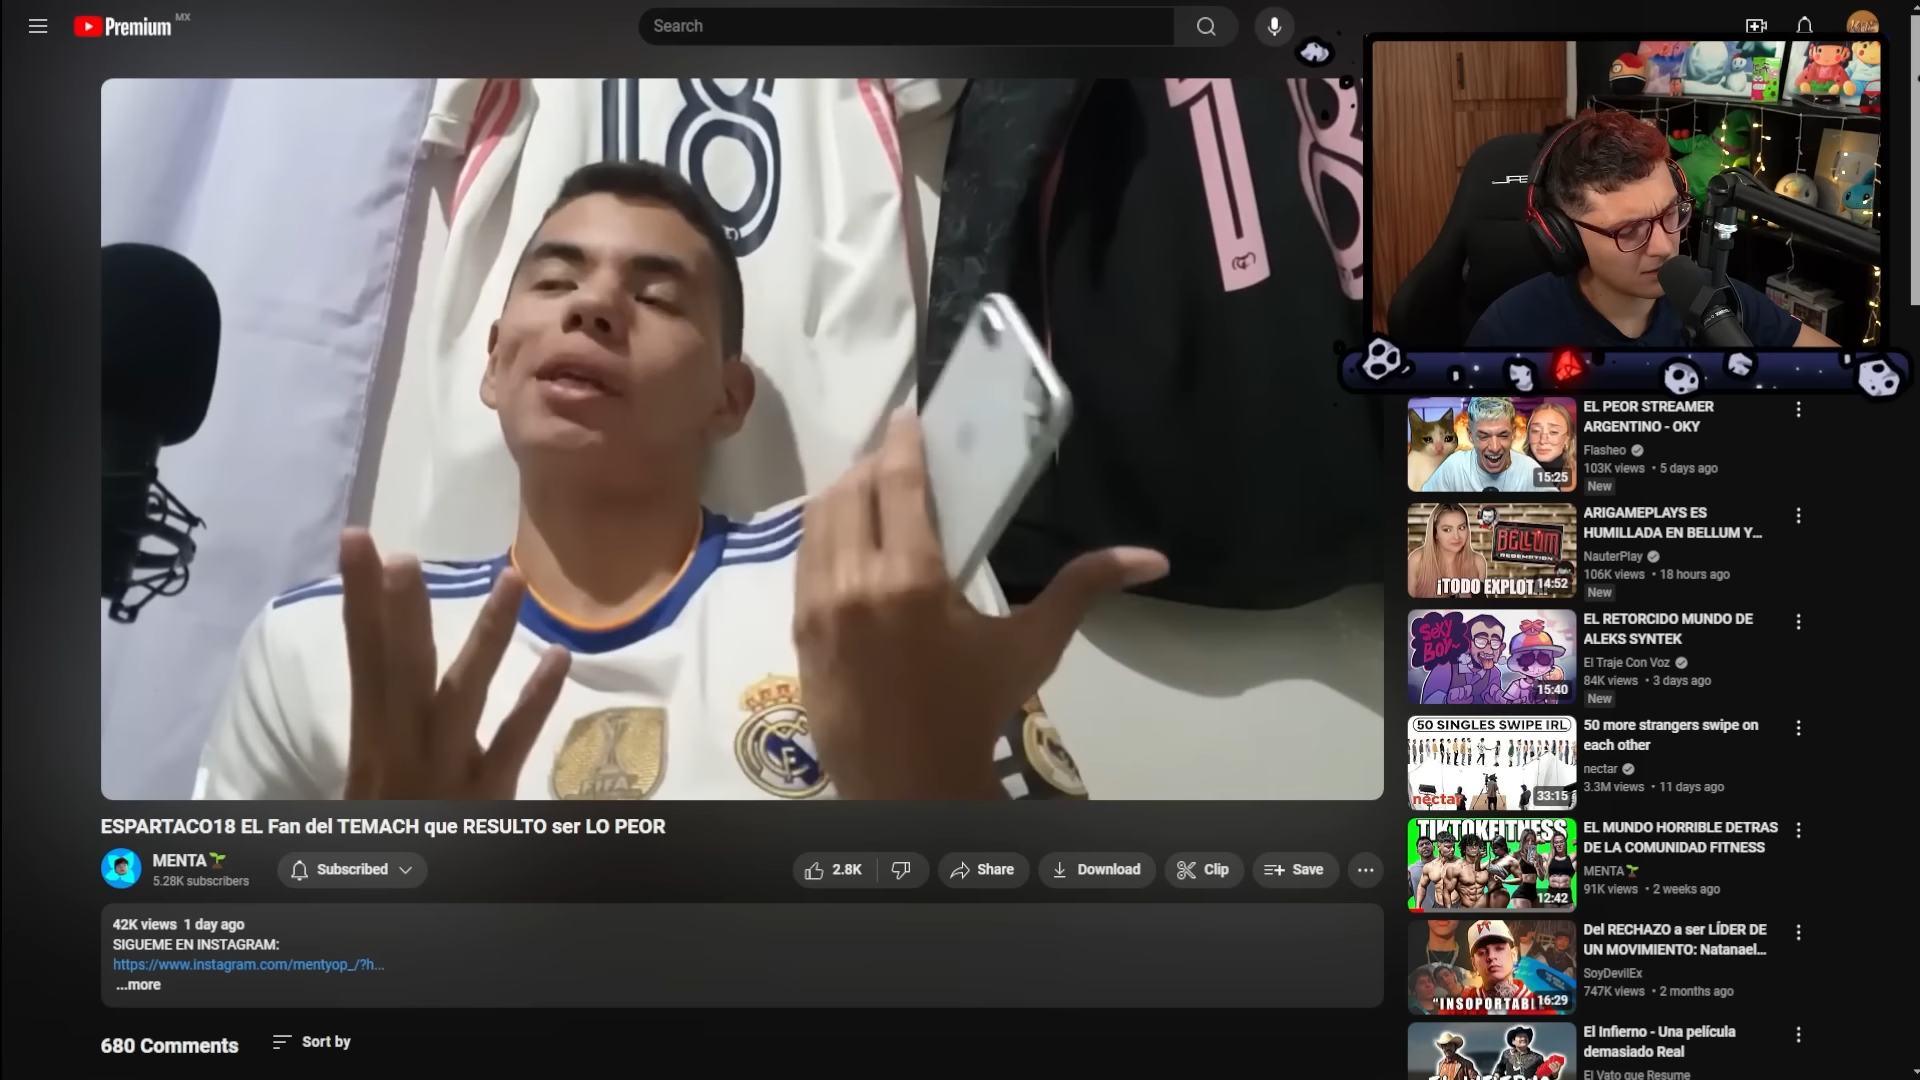 Premium MX
Search
18
18
FIFA
ESPARTACO18 EL Fan del TEMACH que RESULTO ser LO PEOR
MENTA
5.28K subscribers
Subscribed
2.8K
Share
Download
Clip
Save
42K views 1 day ago
SIGUEME EN INSTAGRAM:
https://www.instagram.com/mentyop_/?h...
...more
680 Comments
Sort by
15:25
EL PEOR STREAMER
ARGENTINO - OKY
Flasheo
103K views • 5 days ago
New
BELLUM
¡TODO EXPLOT
14:52
ARIGAMEPLAYS ES
HUMILLADA EN BELLUM Y...
NauterPlay
106K views • 18 hours ago
New
SEXY
BOY
15:40
EL RETORCIDO MUNDO DE
ALEKS SYNTEK
El Traje Con Voz
84K views • 3 days ago
New
50 SINGLES SWIPE IRL
nectar
33:15
50 more strangers swipe on
each other
nectar
3.3M views • 11 days ago
TIKTOKFITNESS
12:42
EL MUNDO HORRIBLE DETRAS
DE LA COMUNIDAD FITNESS
MENTA
91K views • 2 weeks ago
"INSOPORTABL
16:29
Del RECHAZO a ser LÍDER DE
UN MOVIMIENTO: Natanael...
SoyDevilEx
747K views • 2 months ago
El Infierno - Una película
demasiado Real
El Vato que Resume